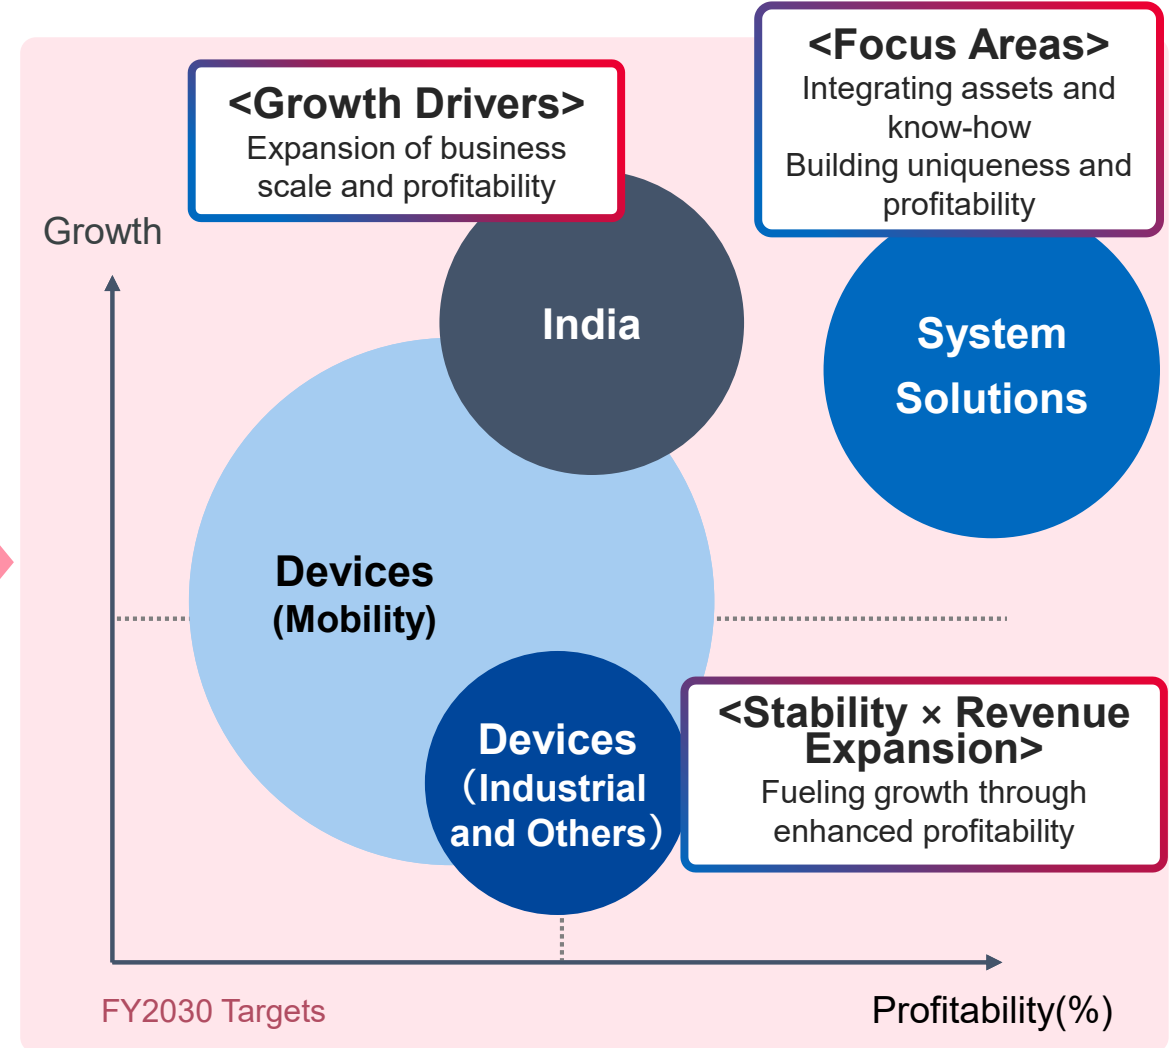 <Focus Areas>
Integrating assets and
know-how
Building uniqueness and
profitability
<Growth Drivers>
Expansion of business
scale and profitability
Growth
India
System
Solutions
Devices
(Mobility)
Devices
（Industrial
and Others）
<Stability × Revenue
Expansion>
Fueling growth through
enhanced profitability
FY2030 Targets
Profitability(%)